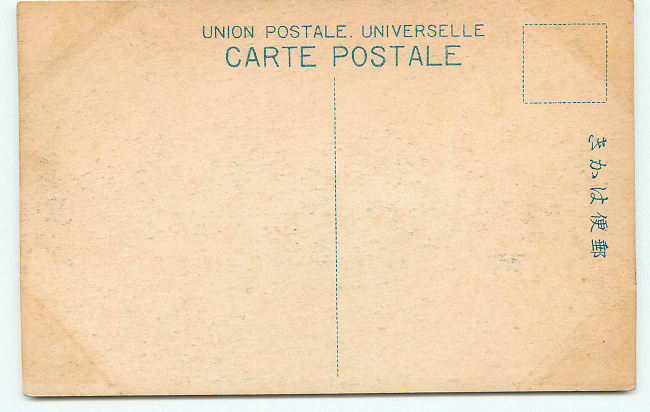 UNION POSTALE. UNIVERSELLE
CARTE POSTALE
郵便はかき